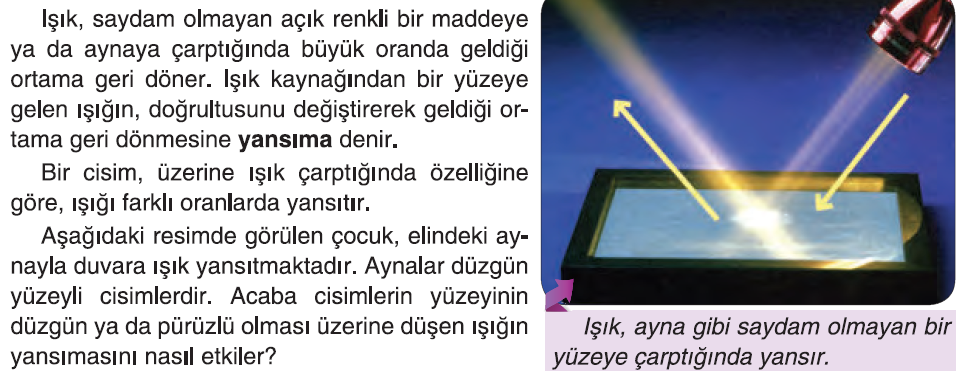 Işık, saydam olmayan açık renkli bir maddeye
ya da aynaya çarptığında büyük oranda geldiği
ortama geri döner. Işık kaynağından bir yüzeye
gelen ışığın, doğrultusunu değiştirerek geldiği or-
tama geri dönmesine yansıma denir.
Bir cisim, üzerine ışık çarptığında özelliğine
göre, ışığı farklı oranlarda yansıtır.
Aşağıdaki resimde görülen çocuk, elindeki ay-
nayla duvara ışık yansıtmaktadır. Aynalar düzgün
yüzeyli cisimlerdir. Acaba cisimlerin yüzeyinin
düzgün ya da pürüzlü olması üzerine düşen ışığın
yansımasını nasıl etkiler?
Işık, ayna gibi saydam olmayan bir
yüzeye çarptığında yansır.